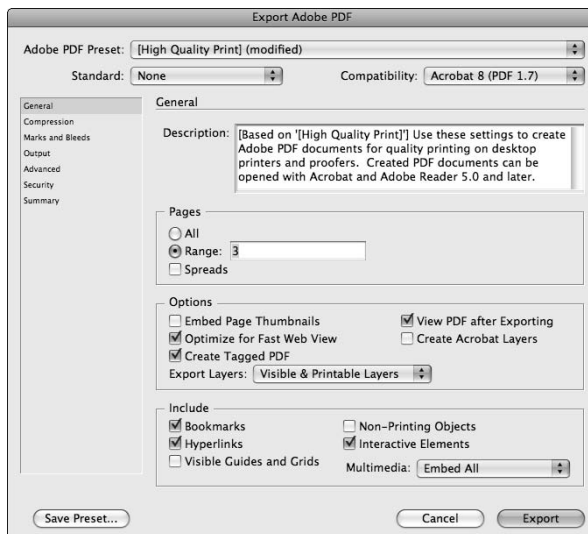 Export Adobe PDF
Adobe PDF Preset: [High Quality Print] (modified)
Standard: None Compatibility: Acrobat 8 (PDF 1.7)
General
Compression
Marks and Bleeds
Output
Advanced
Security
Summary
General
Description: [Based on '[High Quality Print]'] Use these settings to create
Adobe PDF documents for quality printing on desktop
printers and proofers. Created PDF documents can be
opened with Acrobat and Adobe Reader 5.0 and later.
Pages
All
Range: 3
Spreads
Options
Embed Page Thumbnails View PDF after Exporting
Optimize for Fast Web View Create Acrobat Layers
Create Tagged PDF
Export Layers: Visible & Printable Layers
Include
Bookmarks Non-Printing Objects
Hyperlinks Interactive Elements
Visible Guides and Grids Multimedia: Embed All
Save Preset... Cancel Export